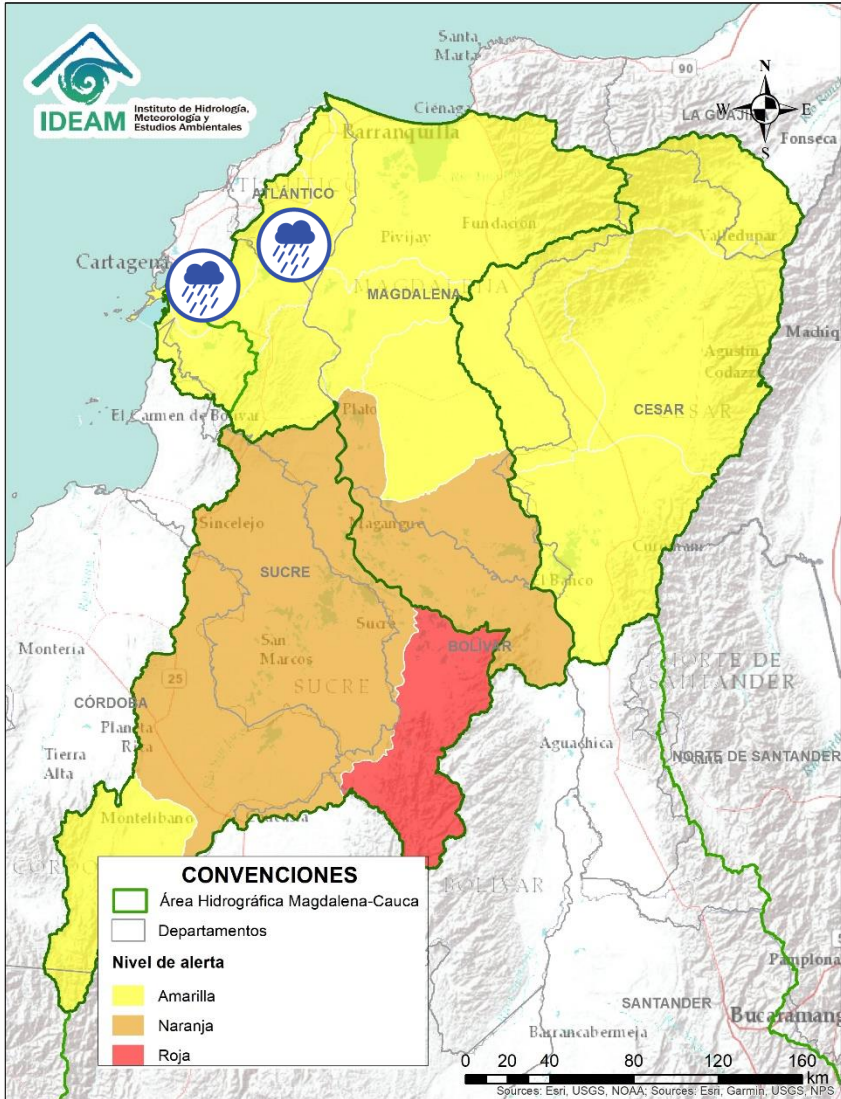 IDEAM
Instituto de Hidrología,
Meteorología y
Estudios Ambientales
Santa
Marta
90
N
W
E
S
Ciénaga
Barranquilla
LA GUAJIRA
Fonseca
ATLÁNTICO
Cartagena
Pivijay
Fundación
Valledupar
MAGDALENA
Agustín
Codazzi
CESAR
El Carmen de Bolívar
Plato
Sincelejo
Magangue
SUCRE
El Banco
Sucre
BOLÍVAR
Montería
San
Marcos
SUCRE
NORTE DE
SANTANDER
25
CÓRDOBA
Planeta
Rica
Tierra
Alta
Aguachica
NORTE DE SANTANDER
Montelíbano
BOLÍVAR
CONVENCIONES
Área Hidrográfica Magdalena-Cauca
Departamentos
Nivel de alerta
Amarilla
Naranja
Roja
Pamplona
SANTANDER
Bucaramang
Barrancabermeja
0 20 40 80 120 160
km
Sources: Esri, USGS, NOAA; Sources: Esri, Garmin, USGS, NPS